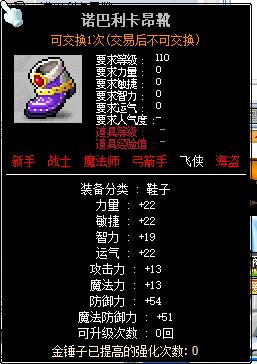 诺巴利卡昂靴
可交换1次(交易后不可交换)
要求等级： 110
要求力量： 0
要求敏捷： 0
要求智力： 0
要求运气： 0
要求人气度： -
道具等级： -
道具经验值： -
新手 战士 魔法师 弓箭手 飞侠 海盗
装备分类 : 鞋子
力量 : +22
敏捷 : +22
智力 : +19
运气 : +22
攻击力 : +13
魔法力 : +13
防御力 : +54
魔法防御力 : +51
可升级次数 : 0回
金锤子已提高的强化次数: 0